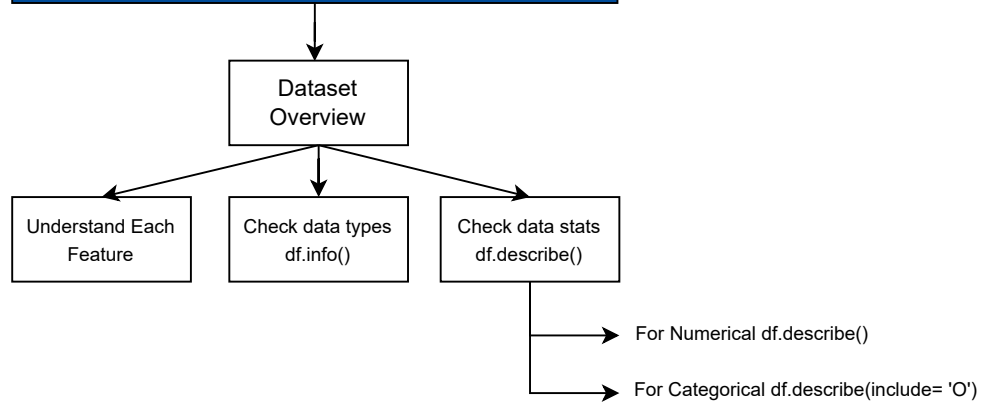 Dataset
Overview
Understand Each
Feature
Check data types
df.info()
Check data stats
df.describe()
For Numerical df.describe()
For Categorical df.describe(include= 'O')